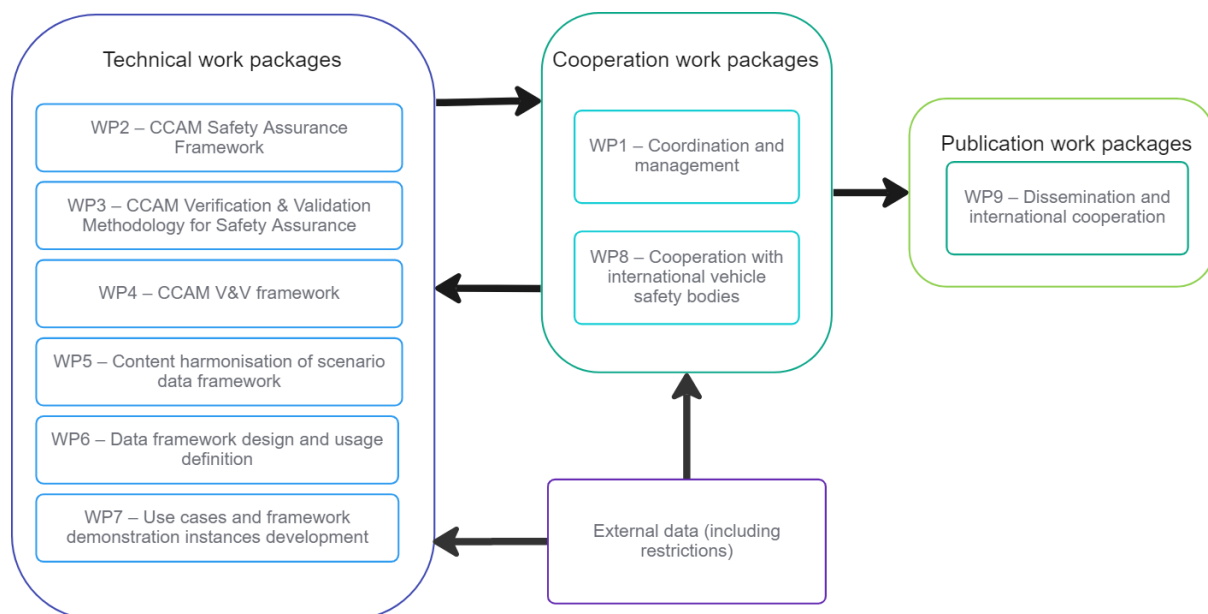 Technical work packages
WP2 – CCAM Safety Assurance
Framework
WP3 – CCAM Verification & Validation
Methodology for Safety Assurance
WP4 – CCAM V&V framework
WP5 – Content harmonisation of scenario
data framework
WP6 – Data framework design and usage
definition
WP7 – Use cases and framework
demonstration instances development
Cooperation work packages
WP1 – Coordination and
management
WP8 – Cooperation with
international vehicle
safety bodies
External data (including
restrictions)
Publication work packages
WP9 – Dissemination and
international cooperation